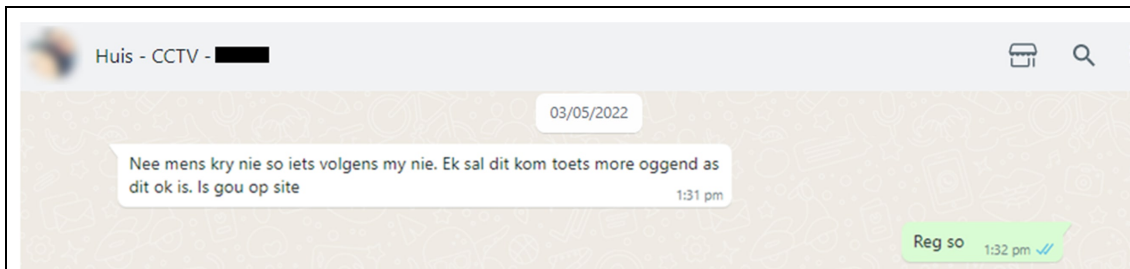 Huis - CCTV -
03/05/2022
Nee mens kry nie so iets volgens my nie. Ek sal dit kom toets more oggend as
dit ok is. Is gou op site
1:31 pm
Reg so
1:32 pm